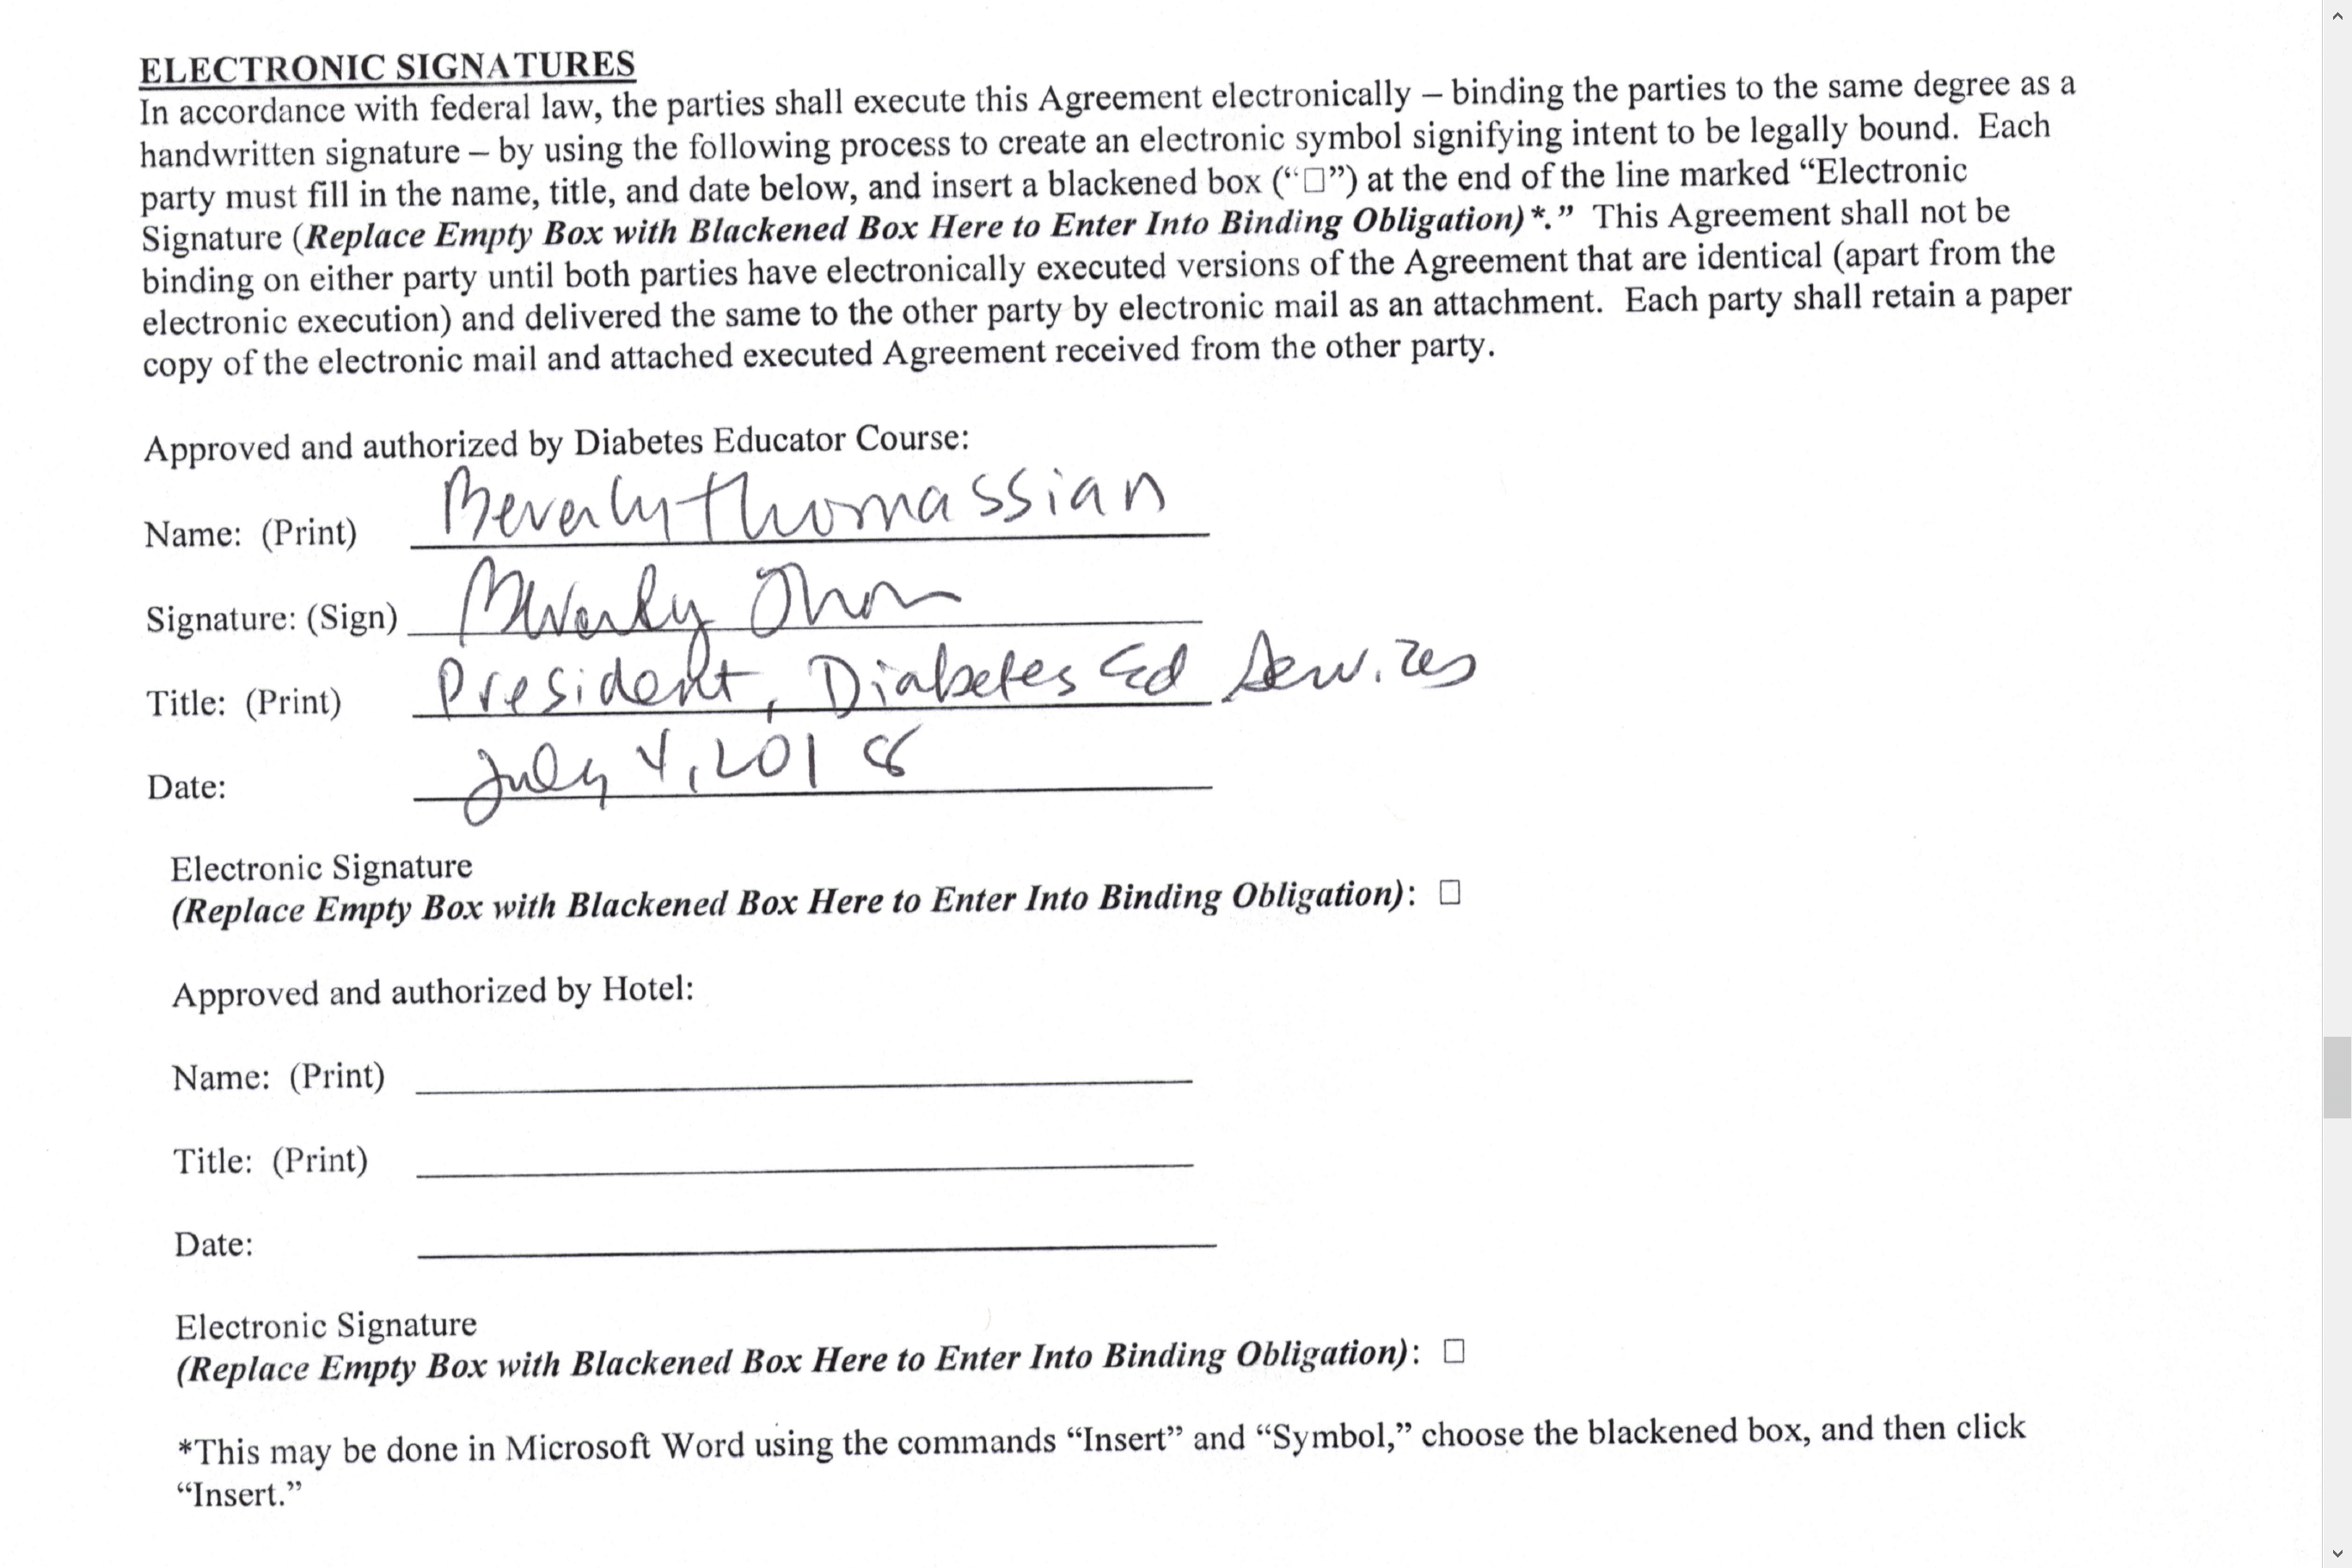 ELECTRONIC SIGNATURES
In accordance with federal law, the parties shall execute this Agreement electronically – binding the parties to the same degree as a
handwritten signature – by using the following process to create an electronic symbol signifying intent to be legally bound. Each
party must fill in the name, title, and date below, and insert a blackened box (“□”) at the end of the line marked “Electronic
Signature (Replace Empty Box with Blackened Box Here to Enter Into Binding Obligation)*.” This Agreement shall not be
binding on either party until both parties have electronically executed versions of the Agreement that are identical (apart from the
electronic execution) and delivered the same to the other party by electronic mail as an attachment. Each party shall retain a paper
copy of the electronic mail and attached executed Agreement received from the other party.
Approved and authorized by Diabetes Educator Course:
Name: (Print) Beverly Thomassian
Signature: (Sign) Beverly Thom
Title: (Print) President, Diabetes Ed Services
Date: July 4, 2018
Electronic Signature
(Replace Empty Box with Blackened Box Here to Enter Into Binding Obligation): □
Approved and authorized by Hotel:
Name: (Print)
Title: (Print)
Date:
Electronic Signature
(Replace Empty Box with Blackened Box Here to Enter Into Binding Obligation): □
*This may be done in Microsoft Word using the commands “Insert” and “Symbol,” choose the blackened box, and then click
“Insert.”